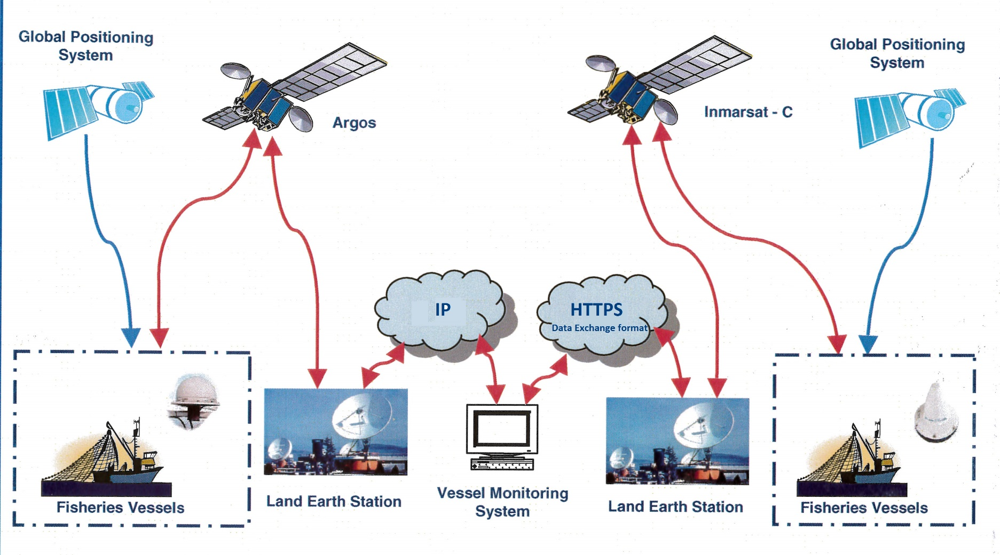 Global Positioning
System
Argos
Inmarsat - C
Global Positioning
System
IP
HTTPS
Data Exchange format
Fisheries Vessels
Land Earth Station
Vessel Monitoring
System
Land Earth Station
Fisheries Vessels